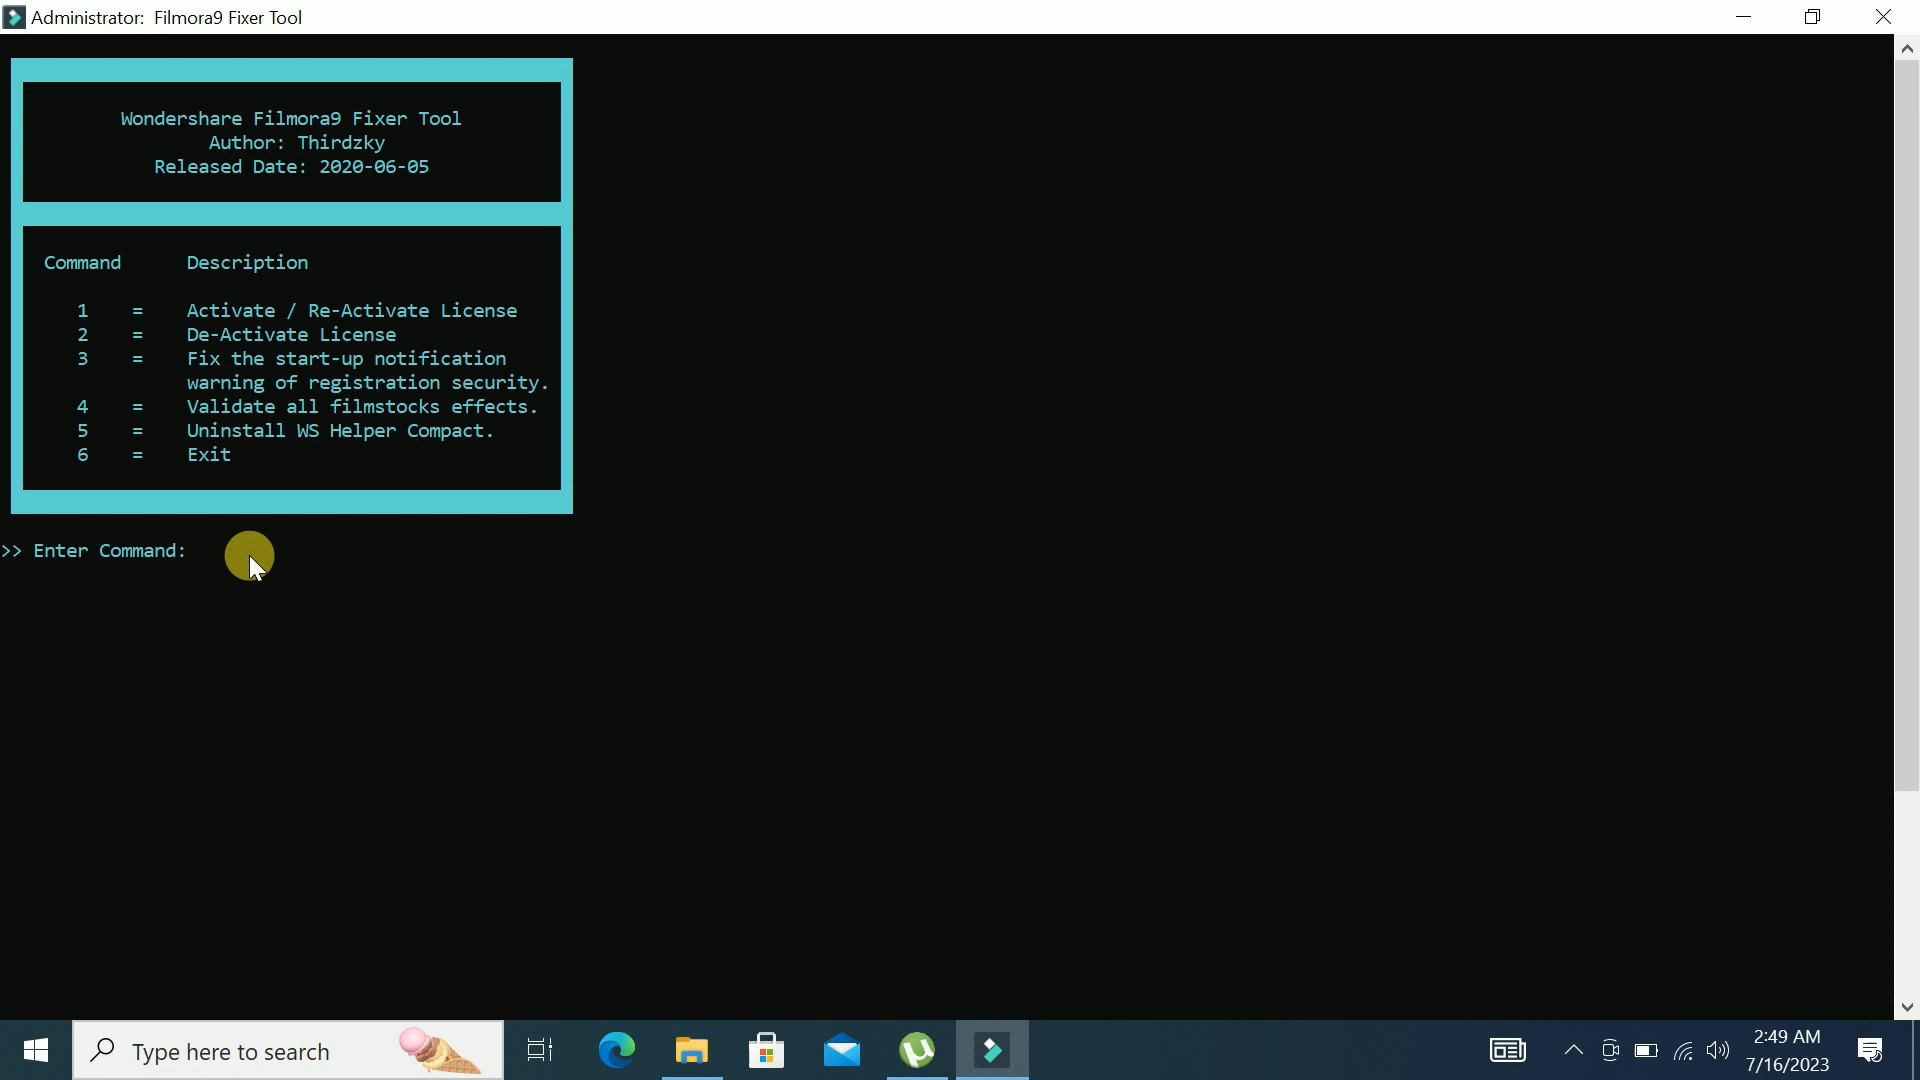 Administrator: Filmora9 Fixer Tool
Wondershare Filmora9 Fixer Tool
Author: Thirdzky
Released Date: 2020-06-05
Command Description
1 = Activate / Re-Activate License
2 = De-Activate License
3 = Fix the start-up notification
warning of registration security.
4 = Validate all filmstocks effects.
5 = Uninstall WS Helper Compact.
6 = Exit
>> Enter Command:
Type here to search
2:49 AM
7/16/2023